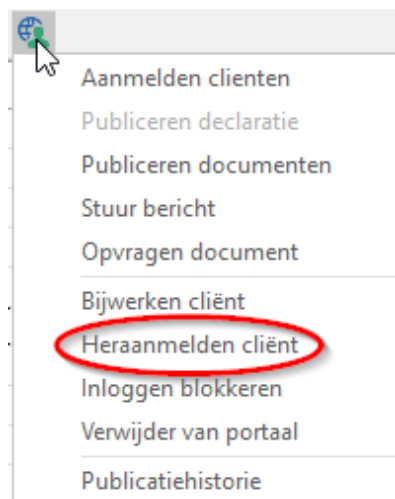 Aanmelden clienten
Publiceren declaratie
Publiceren documenten
Stuur bericht
Opvragen document
Bijwerken cliënt
Heraanmelden cliënt
Inloggen blokkeren
Verwijder van portaal
Publicatiehistorie